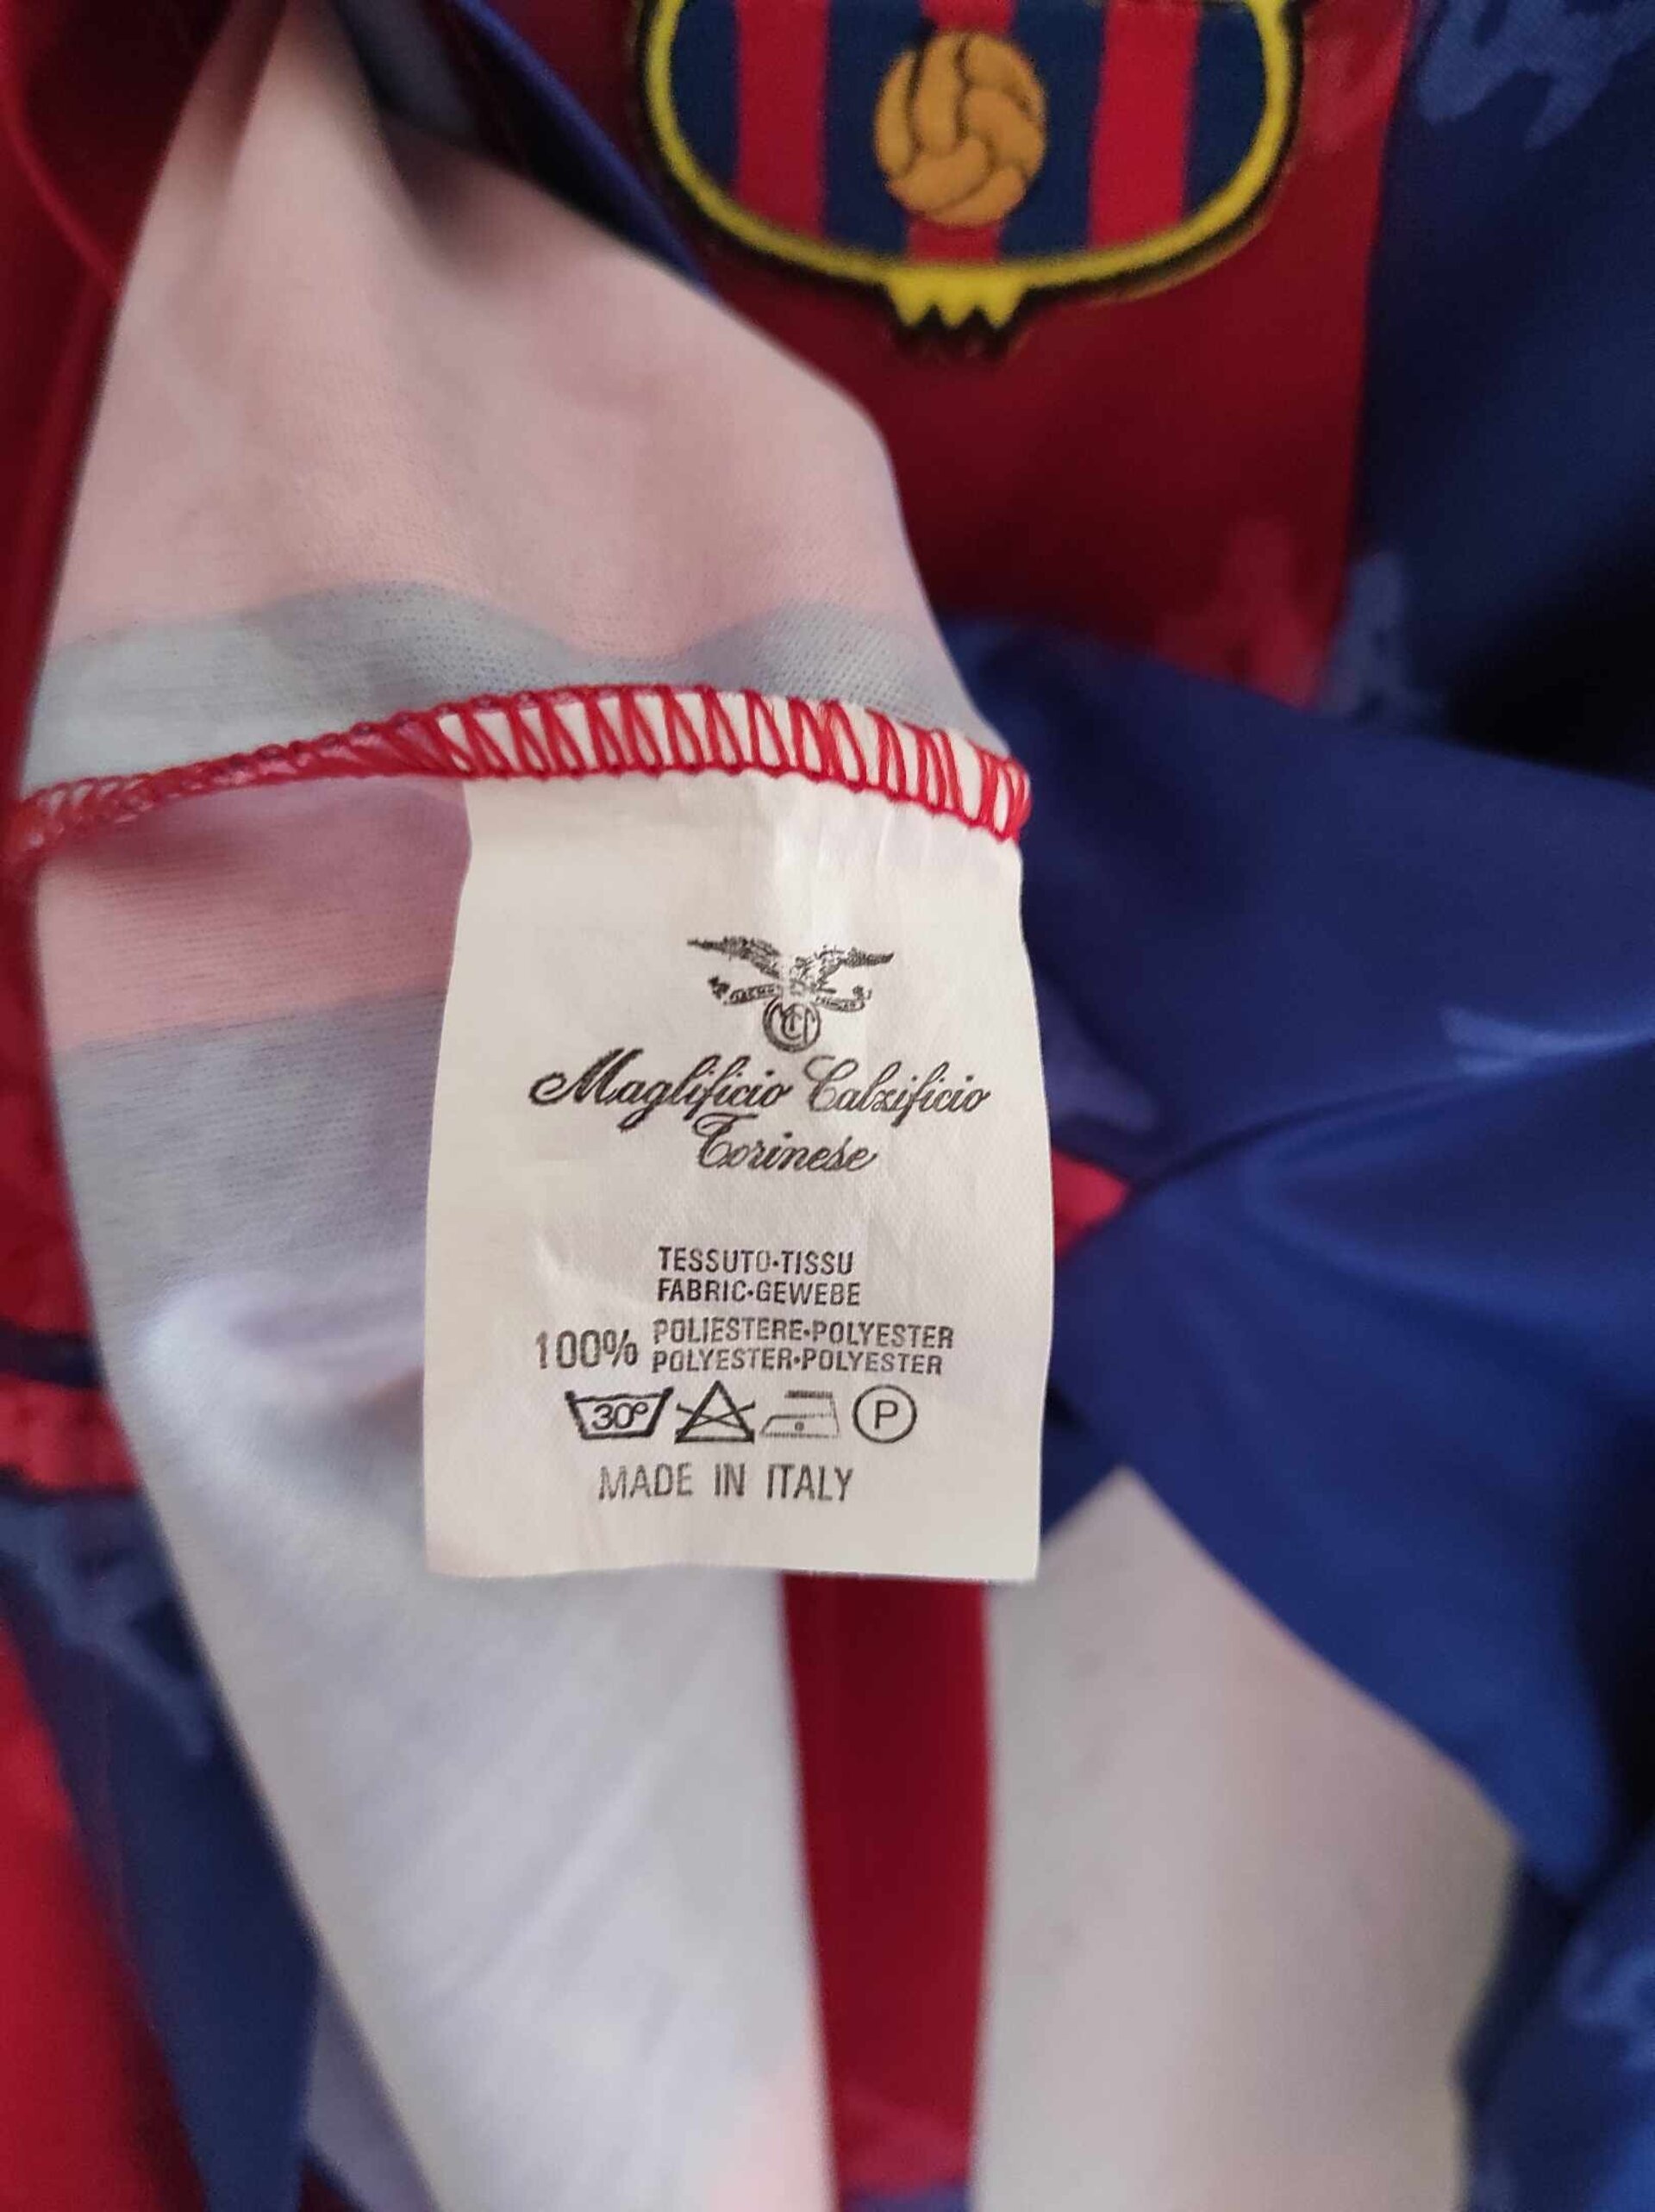 Maglificio Calzificio
Torinese
TESSUTO·TISSU
FABRIC·GEWEBE
100% POLIESTERE·POLYESTER
POLYESTER·POLYESTER
30° P
MADE IN ITALY